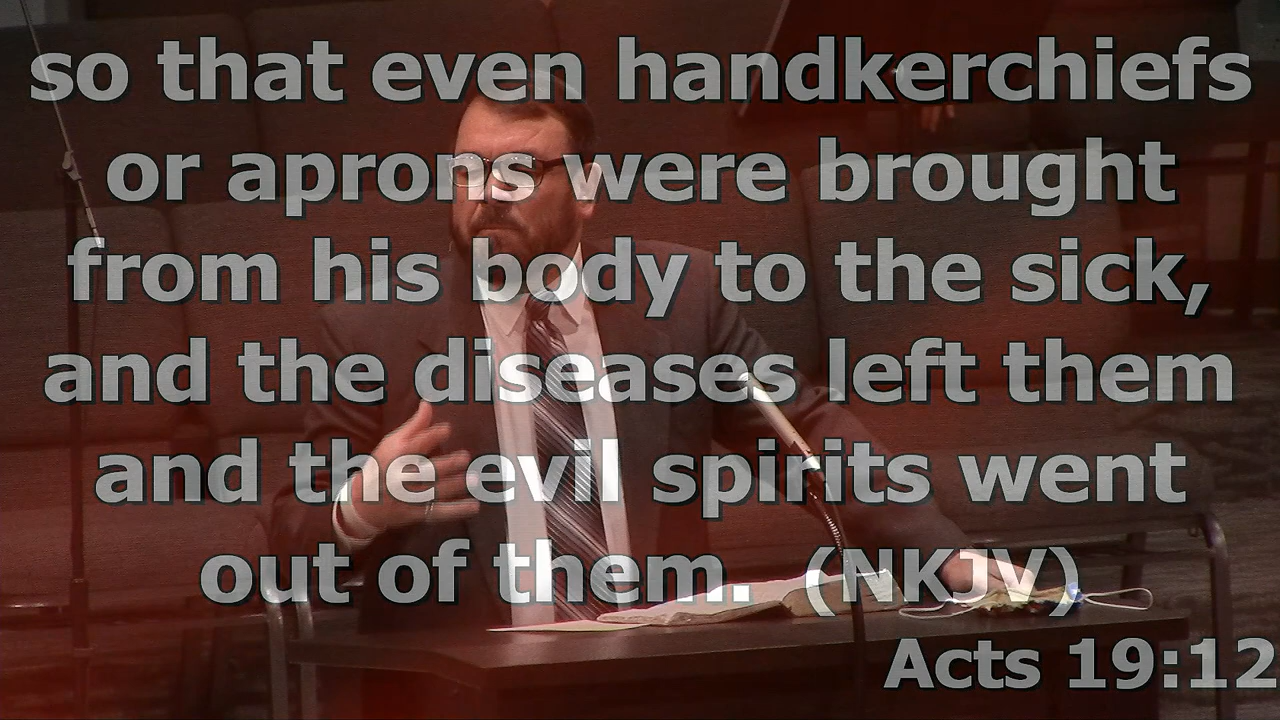 so that even handkerchiefs
or aprons were brought
from his body to the sick,
and the diseases left them
and the evil spirits went
out of them. (NKJV)
Acts 19:12